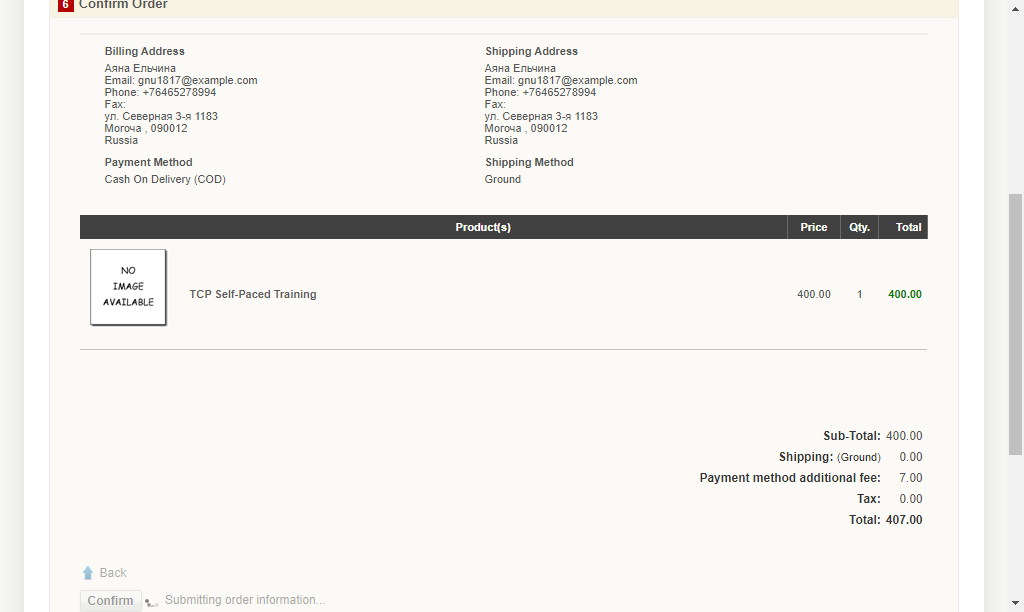 6 Confirm Order
Billing Address
Аяна Ельчина
Email: gnu1817@example.com
Phone: +76465278994
Fax:
ул. Северная 3-я 1183
Могоча , 090012
Russia
Payment Method
Cash On Delivery (COD)
Shipping Address
Аяна Ельчина
Email: gnu1817@example.com
Phone: +76465278994
Fax:
ул. Северная 3-я 1183
Могоча , 090012
Russia
Shipping Method
Ground
Product(s) Price Qty. Total
NO
IMAGE
AVAILABLE
TCP Self-Paced Training 400.00 1 400.00
Sub-Total: 400.00
Shipping: (Ground) 0.00
Payment method additional fee: 7.00
Tax: 0.00
Total: 407.00
Back
Confirm Submitting order information...